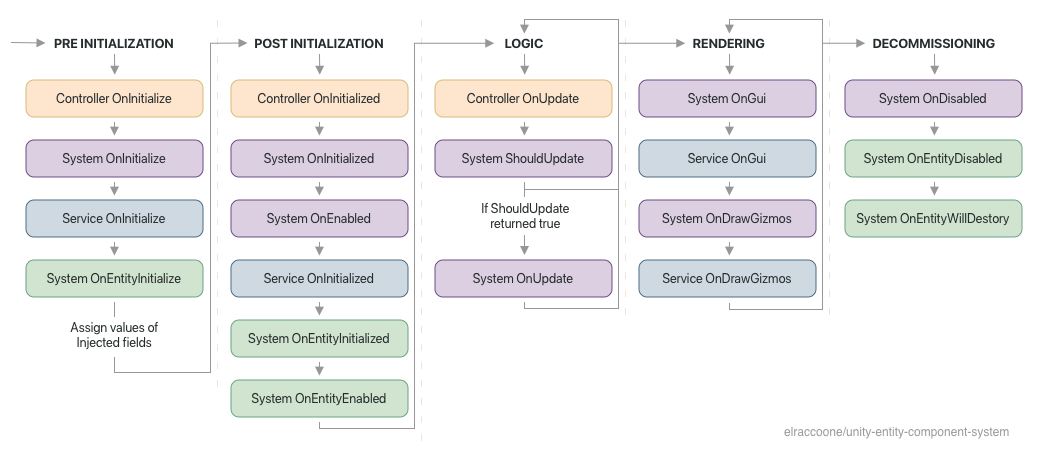 PRE INITIALIZATION
Controller OnInitialize
System OnInitialize
Service OnInitialize
System OnEntityInitialize
Assign values of
Injected fields
POST INITIALIZATION
Controller OnInitialized
System OnInitialized
System OnEnabled
Service OnInitialized
System OnEntityInitialized
System OnEntityEnabled
LOGIC
Controller OnUpdate
System ShouldUpdate
If ShouldUpdate
returned true
System OnUpdate
RENDERING
System OnGui
Service OnGui
System OnDrawGizmos
Service OnDrawGizmos
DECOMMISSIONING
System OnDisabled
System OnEntityDisabled
System OnEntityWillDestory
elraccoone/unity-entity-component-system